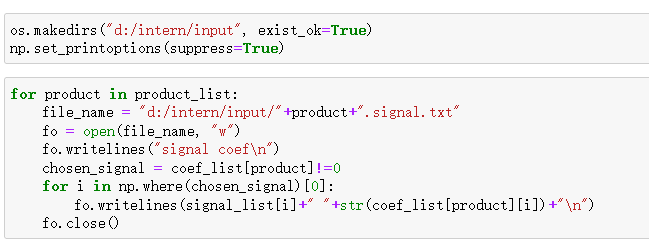 os.makedirs("d:/intern/input", exist_ok=True)
np.set_printoptions(suppress=True)
for product in product_list:
    file_name = "d:/intern/input/"+product+".signal.txt"
    fo = open(file_name, "w")
    fo.writelines("signal coef\n")
    chosen_signal = coef_list[product]!=0
    for i in np.where(chosen_signal)[0]:
        fo.writelines(signal_list[i]+" "+str(coef_list[product][i])+"\n")
    fo.close()